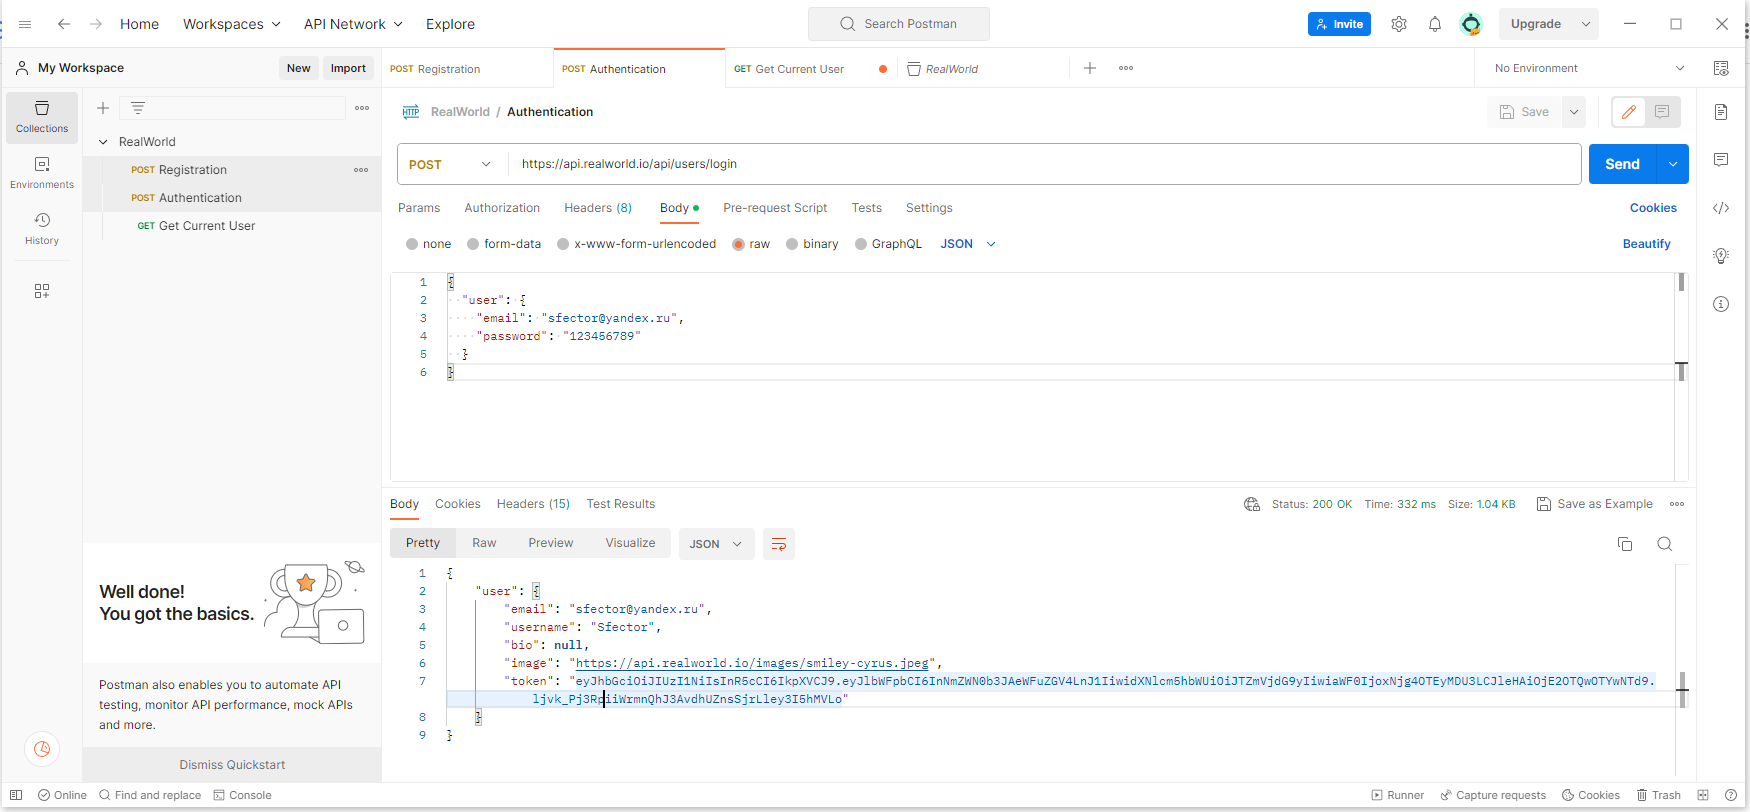 Home
Workspaces
API Network
Explore
Search Postman
Invite
Upgrade
My Workspace
New
Import
POST Registration
POST Authentication
GET Get Current User
RealWorld
No Environment
Collections
Environments
History
RealWorld
POST Registration
POST Authentication
GET Get Current User
HTTP RealWorld / Authentication
Save
POST
https://api.realworld.io/api/users/login
Send
Params
Authorization
Headers (8)
Body
Pre-request Script
Tests
Settings
Cookies
none
form-data
x-www-form-urlencoded
raw
binary
GraphQL
JSON
Beautify
1 {
2 "user": {
3 "email": "sfector@yandex.ru",
4 "password": "123456789"
5 }
6 }
Body
Cookies
Headers (15)
Test Results
Status: 200 OK
Time: 332 ms
Size: 1.04 KB
Save as Example
Pretty
Raw
Preview
Visualize
JSON
1 {
2 "user": {
3 "email": "sfector@yandex.ru",
4 "username": "Sfector",
5 "bio": null,
6 "image": "https://api.realworld.io/images/smiley-cyrus.jpeg",
7 "token": "eyJhbGciOiJIUzI1NiIsInR5cCI6IkpXVCJ9.eyJlbWFpbCI6InNmZWN0b3JAeWFuZGV4LnJ1IiwidXNlcm5hbWUiOiJTZmVjdG9yIiwiaWF0IjoxNjg4OTEyMDU3LCJleHAiOjE2OTQwOTYwNTd9.
ljvk_Pj3RpiiWrmnQhJ3AvdhUZnsSjrLley3I5hMVLo"
8 }
9 }
Well done!
You got the basics.
Postman also enables you to automate API
testing, monitor API performance, mock APIs
and more.
Dismiss Quickstart
Online
Find and replace
Console
Runner
Capture requests
Cookies
Trash